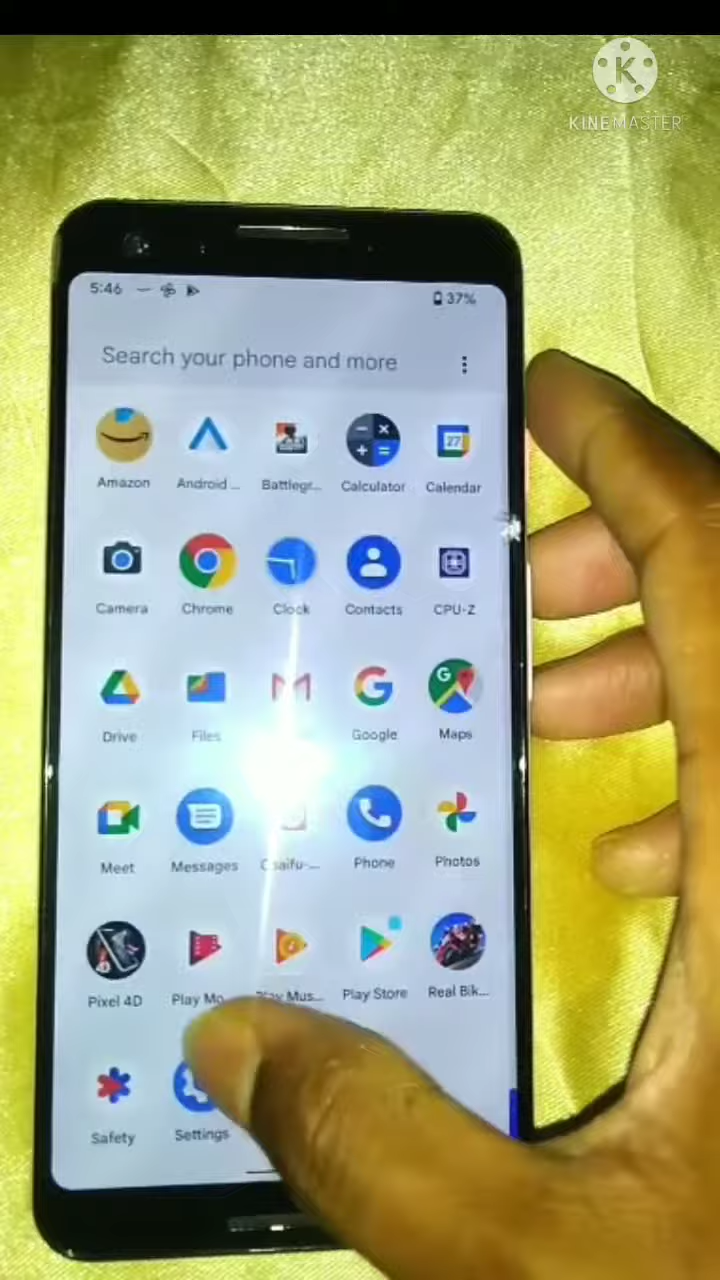 KINEMASTER
5:46
37%
Search your phone and more
Amazon Android ... Battlegr... Calculator Calendar
27
Camera Chrome Clock Contacts CPU-Z
Drive Files Google Maps
Meet Messages Phone Photos
Pixel 4D Play Mo Play Mus... Play Store Real Bik...
Safety Settings